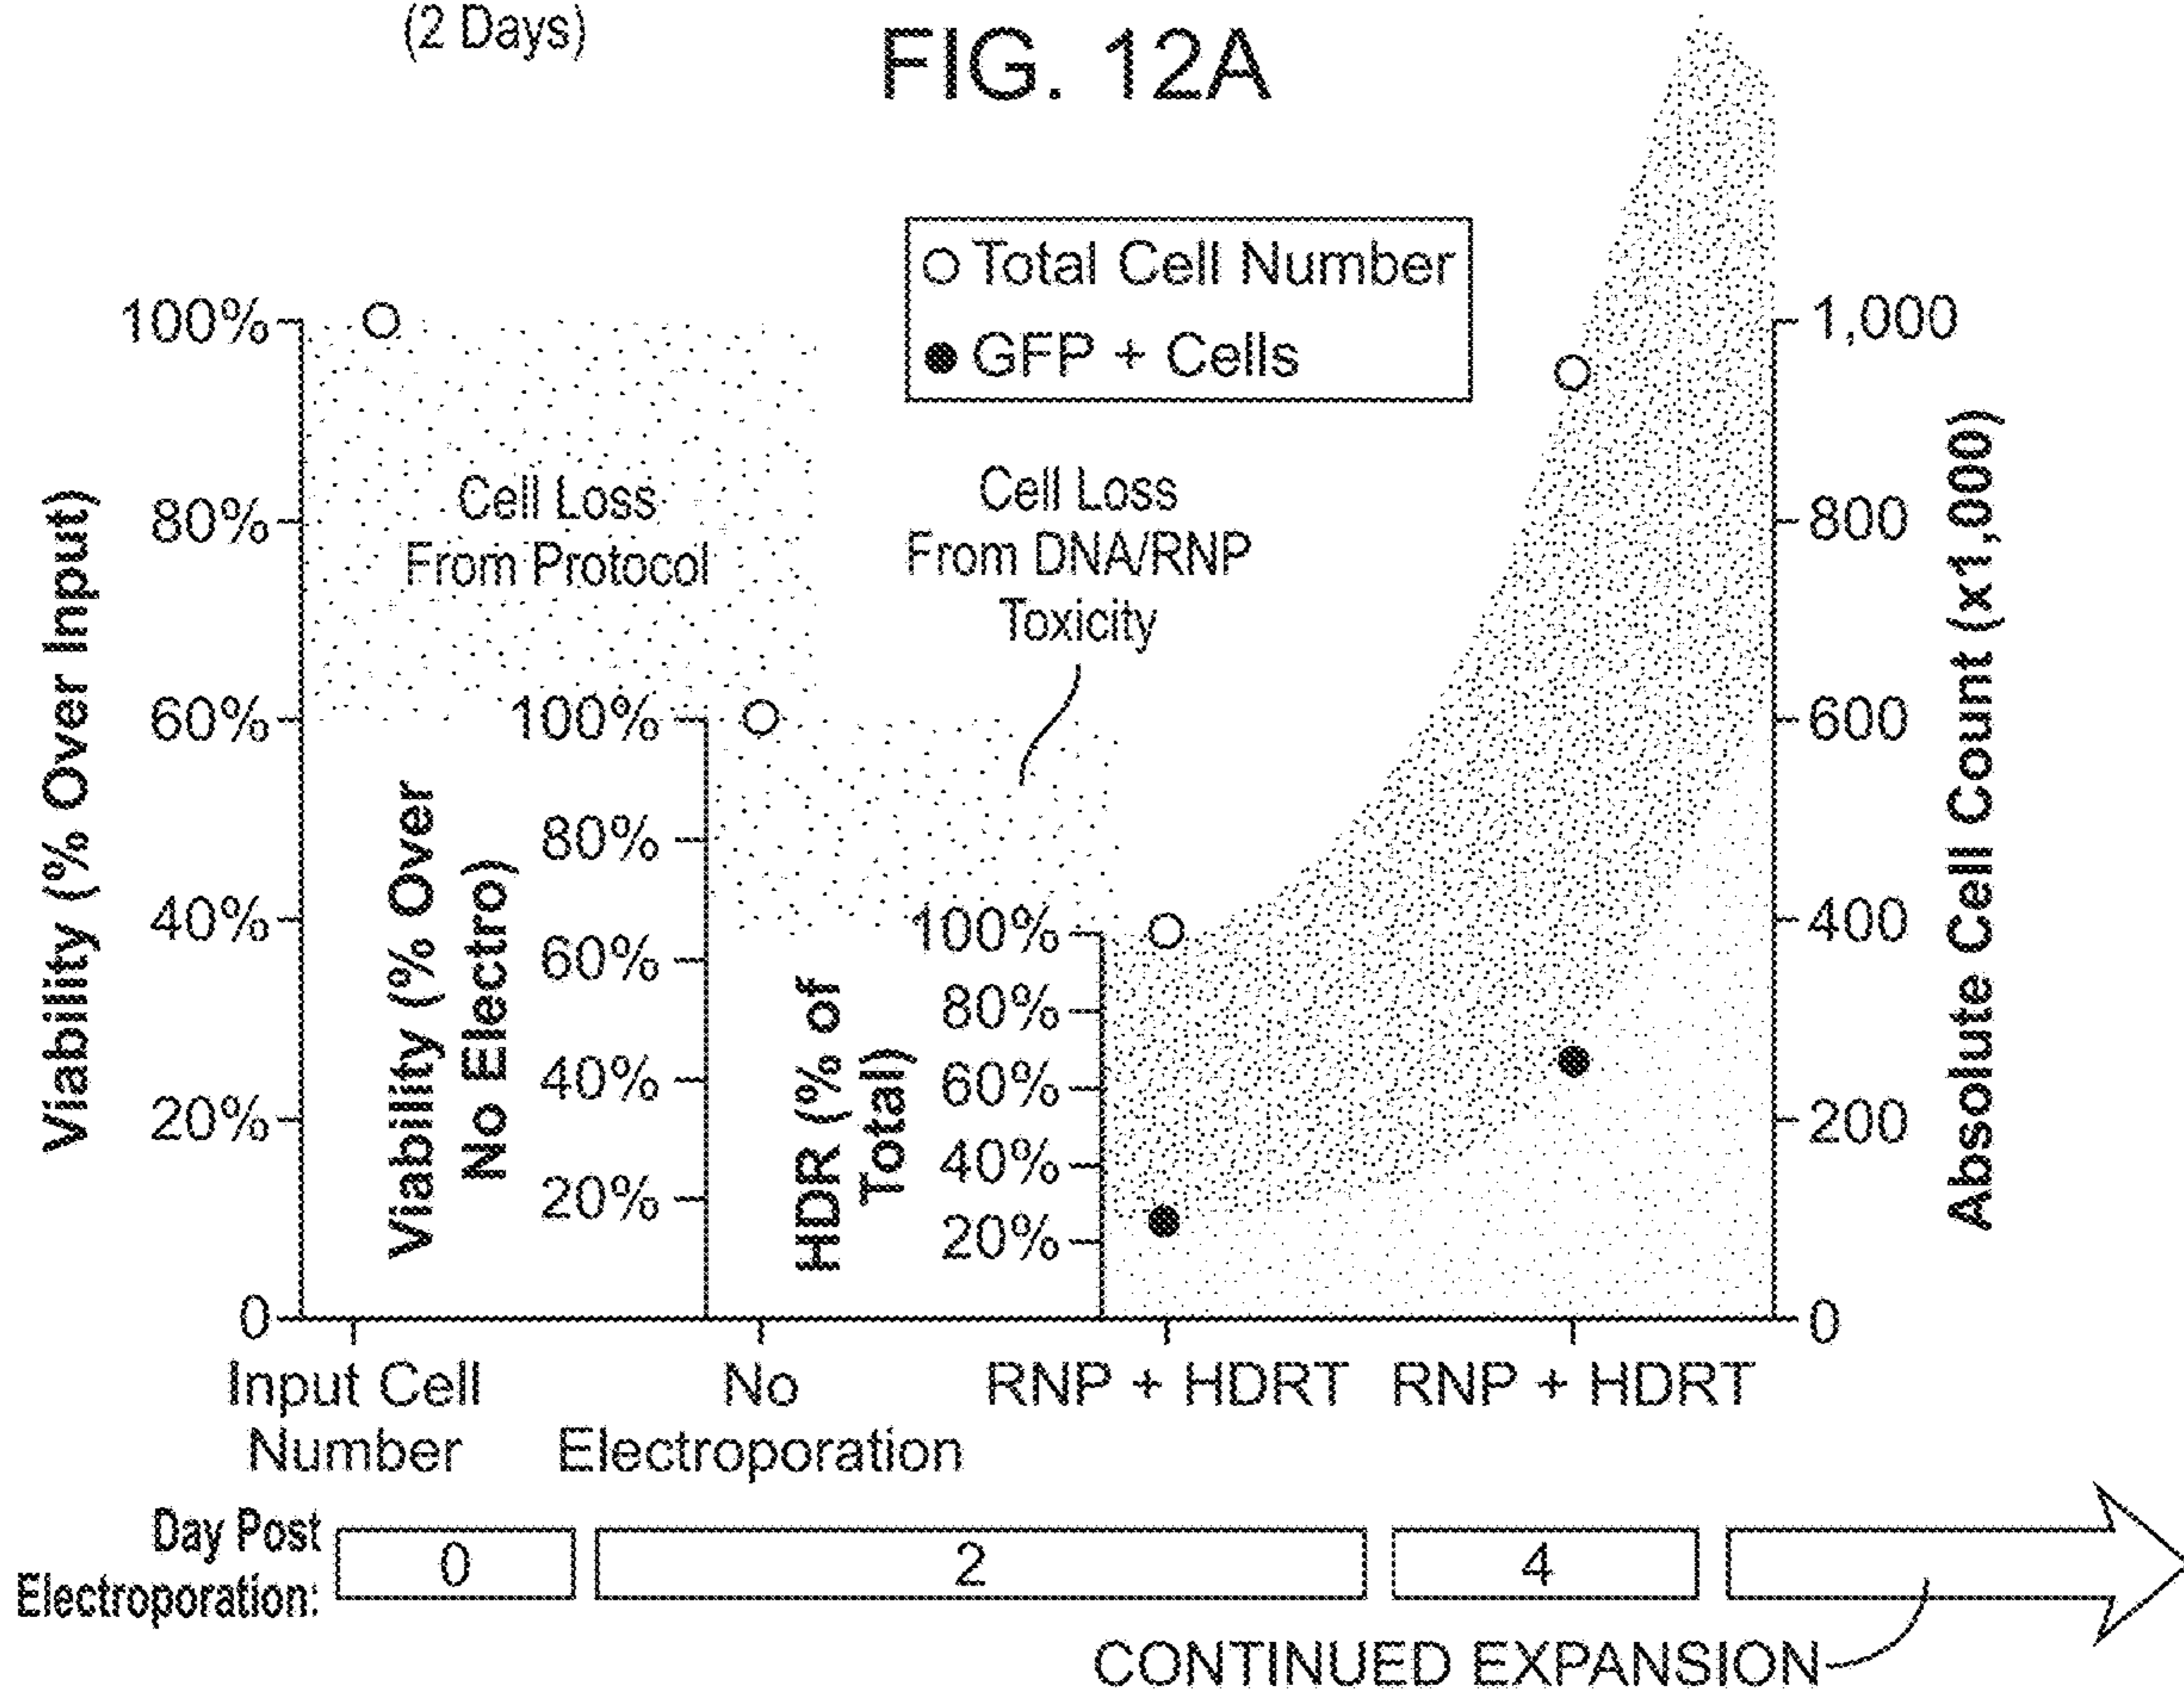 (2 Days)
FIG. 12A
Total Cell Number
GFP + Cells
Viability (% Over Input)
100%
80%
60%
40%
20%
0
Cell Loss
From Protocol
Viability (% Over
No Electro)
100%
80%
60%
40%
20%
Cell Loss
From DNA/RNP
Toxicity
HDR (% of
Total)
100%
80%
60%
40%
20%
1,000
800
600
400
200
0
Absolute Cell Count (x1,000)
Input Cell
Number
No
Electroporation
RNP + HDRT
RNP + HDRT
Day Post
Electroporation:
0
2
4
CONTINUED EXPANSION